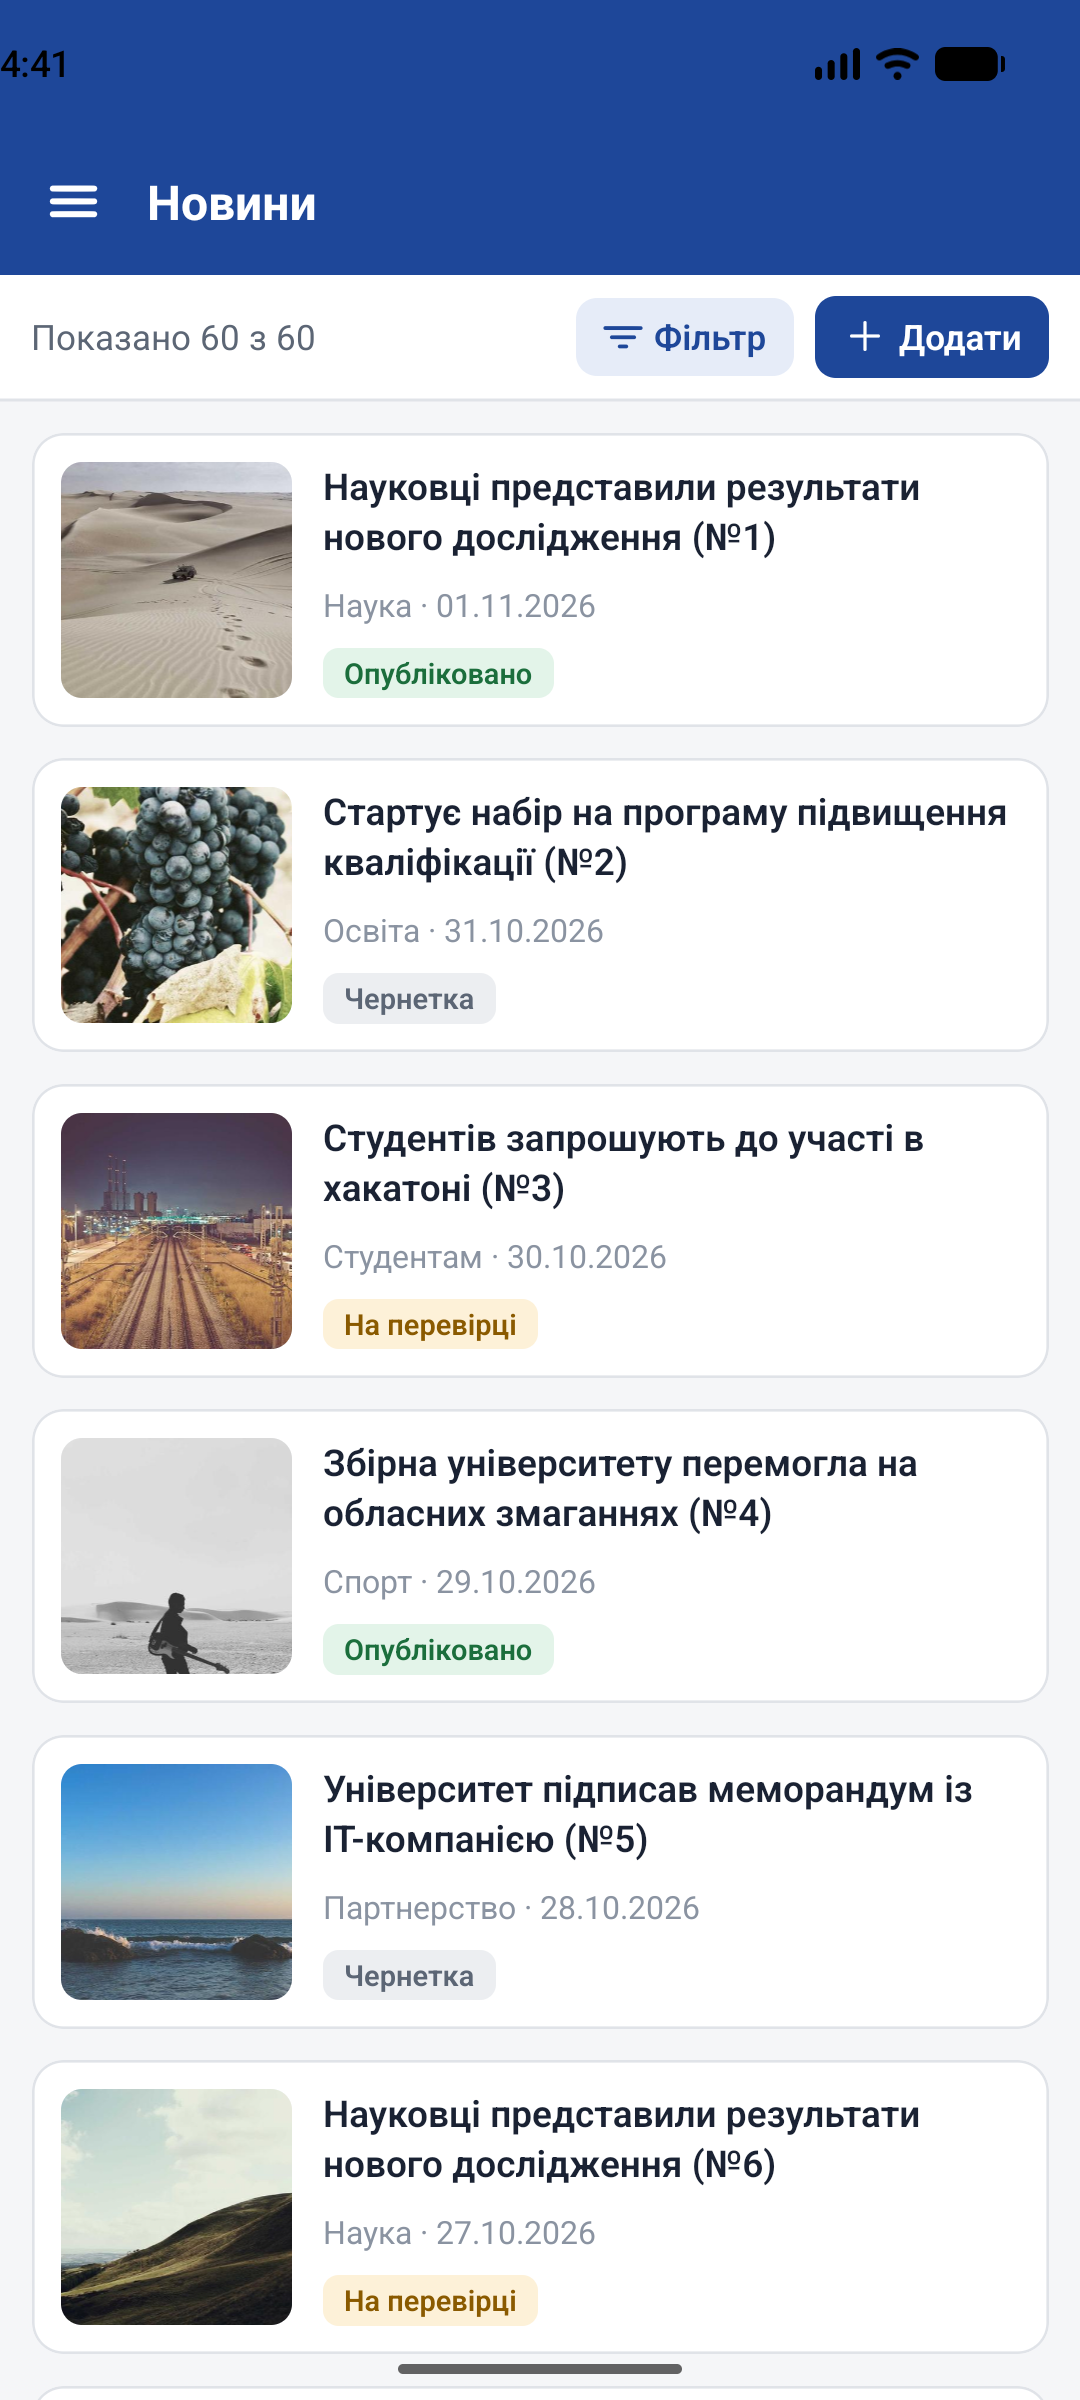 4:41
Новини
Показано 60 з 60
Фільтр
Додати
Науковці представили результати
нового дослідження (№1)
Наука · 01.11.2026
Опубліковано
Стартує набір на програму підвищення
кваліфікації (№2)
Освіта · 31.10.2026
Чернетка
Студентів запрошують до участі в
хакатоні (№3)
Студентам · 30.10.2026
На перевірці
Збірна університету перемогла на
обласних змаганнях (№4)
Спорт · 29.10.2026
Опубліковано
Університет підписав меморандум із
ІТ-компанією (№5)
Партнерство · 28.10.2026
Чернетка
Науковці представили результати
нового дослідження (№6)
Наука · 27.10.2026
На перевірці